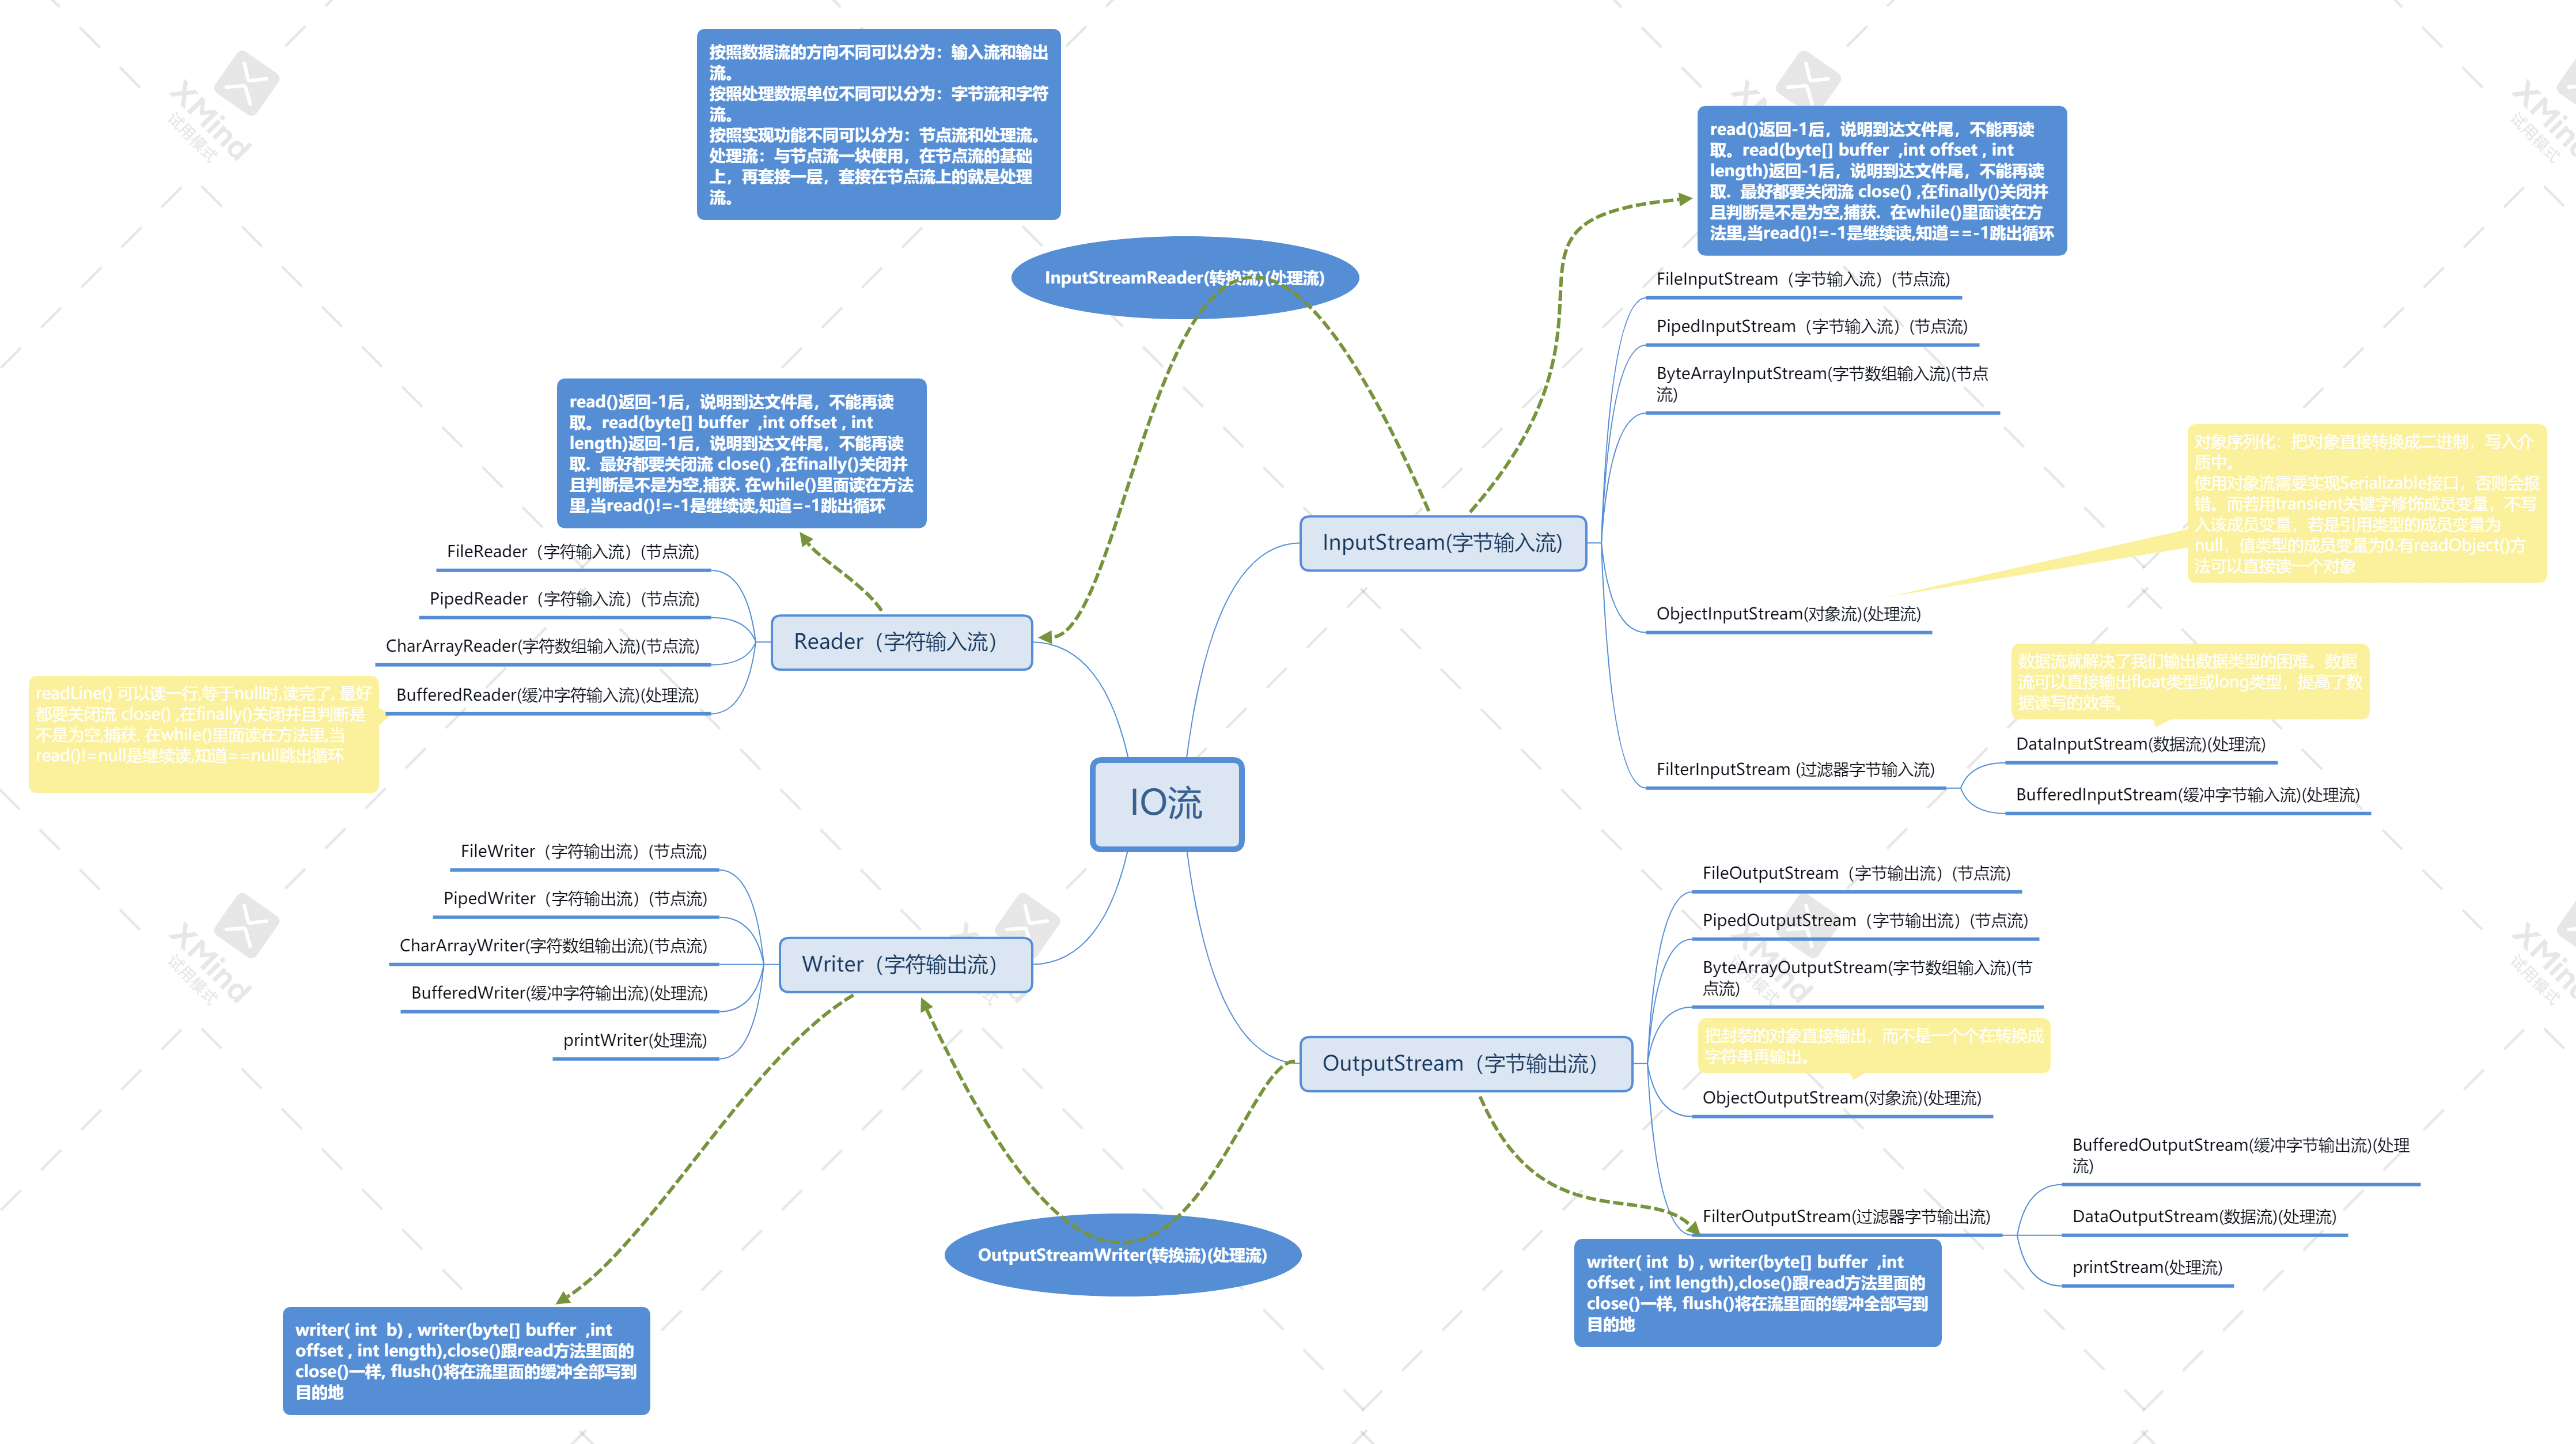 按照数据流的方向不同可以分为：输入流和输出
流。
按照处理数据单位不同可以分为：字节流和字符
流。
按照实现功能不同可以分为：节点流和处理流。
处理流：与节点流一块使用，在节点流的基础
上，再套接一层，套接在节点流上的就是处理
流。
InputStreamReader(转换流)(处理流)
read()返回-1后，说明到达文件尾，不能再读
取。read(byte[] buffer ,int offset , int
length)返回-1后，说明到达文件尾，不能再读
取. 最好都要关闭流 close() ,在finally()关闭并
且判断是不是为空,捕获. 在while()里面读在方
法里,当read()!=-1是继续读,知道==-1跳出循环
FileInputStream（字节输入流）(节点流)
PipedInputStream（字节输入流）(节点流)
ByteArrayInputStream(字节数组输入流)(节点
流)
InputStream(字节输入流)
对象序列化：把对象直接转换成二进制，写入介
质中。
使用对象流需要实现Serializable接口，否则会报
错。而若用transient关键字修饰成员变量，不写
入该成员变量，若是引用类型的成员变量为
null，值类型的成员变量为0.有readObject()方
法可以直接读一个对象
ObjectInputStream(对象流)(处理流)
数据流就解决了我们输出数据类型的困难。数据
流可以直接输出float类型或long类型，提高了数
据读写的效率。
FilterInputStream (过滤器字节输入流)
DataInputStream(数据流)(处理流)
BufferedInputStream(缓冲字节输入流)(处理流)
read()返回-1后，说明到达文件尾，不能再读
取。read(byte[] buffer ,int offset , int
length)返回-1后，说明到达文件尾，不能再读
取. 最好都要关闭流 close() ,在finally()关闭并
且判断是不是为空,捕获. 在while()里面读在方法
里,当read()!=-1是继续读,知道=-1跳出循环
FileReader（字符输入流）(节点流)
PipedReader（字符输入流）(节点流)
CharArrayReader(字符数组输入流)(节点流)
BufferedReader(缓冲字符输入流)(处理流)
Reader（字符输入流）
readLine() 可以读一行,等于null时,读完了, 最好
都要关闭流 close() ,在finally()关闭并且判断是
不是为空,捕获. 在while()里面读在方法里,当
read()!=null是继续读,知道==null跳出循环
IO流
FileWriter（字符输出流）(节点流)
PipedWriter（字符输出流）(节点流)
CharArrayWriter(字符数组输出流)(节点流)
BufferedWriter(缓冲字符输出流)(处理流)
printWriter(处理流)
Writer（字符输出流）
FileOutputStream（字节输出流）(节点流)
PipedOutputStream（字节输出流）(节点流)
ByteArrayOutputStream(字节数组输入流)(节
点流)
把封装的对象直接输出，而不是一个个在转换成
字符串再输出。
OutputStream（字节输出流）
ObjectOutputStream(对象流)(处理流)
FilterOutputStream(过滤器字节输出流)
BufferedOutputStream(缓冲字节输出流)(处理
流)
DataOutputStream(数据流)(处理流)
printStream(处理流)
OutputStreamWriter(转换流)(处理流)
writer( int  b) , writer(byte[] buffer ,int
offset , int length),close()跟read方法里面的
close()一样, flush()将在流里面的缓冲全部写到
目的地
writer( int  b) , writer(byte[] buffer ,int
offset , int length),close()跟read方法里面的
close()一样, flush()将在流里面的缓冲全部写到
目的地
XMind
试用模式
XMind
试用模式
XMind
试用模式
XMind
试用模式
XMind
试用模式